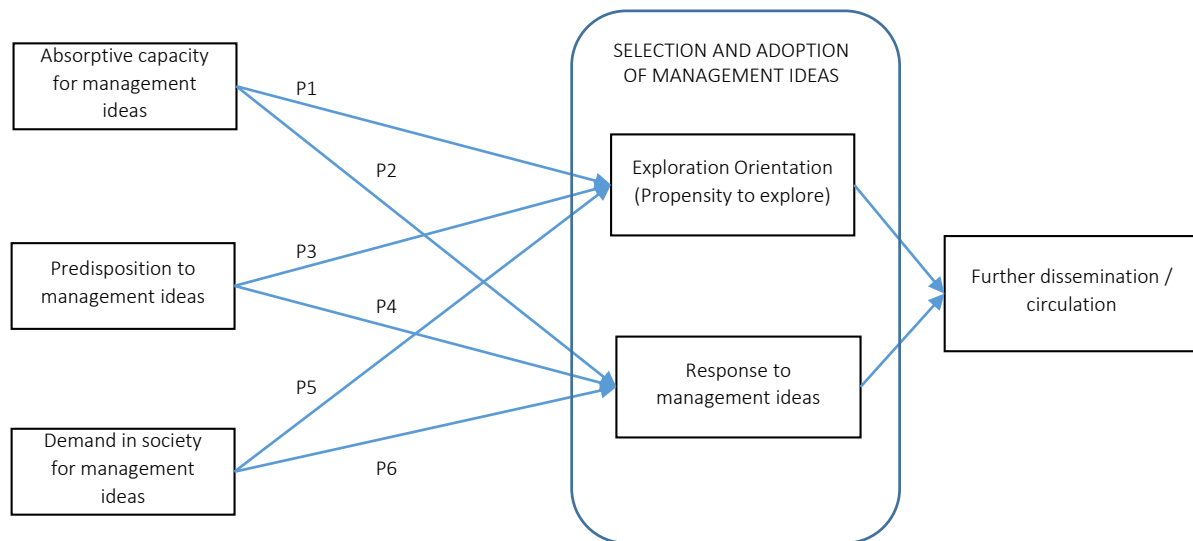 Absorptive capacity
for management
ideas
Predisposition to
management ideas
Demand in society
for management
ideas
P1
P2
P3
P4
P5
P6
SELECTION AND ADOPTION
OF MANAGEMENT IDEAS
Exploration Orientation
(Propensity to explore)
Response to
management ideas
Further dissemination /
circulation